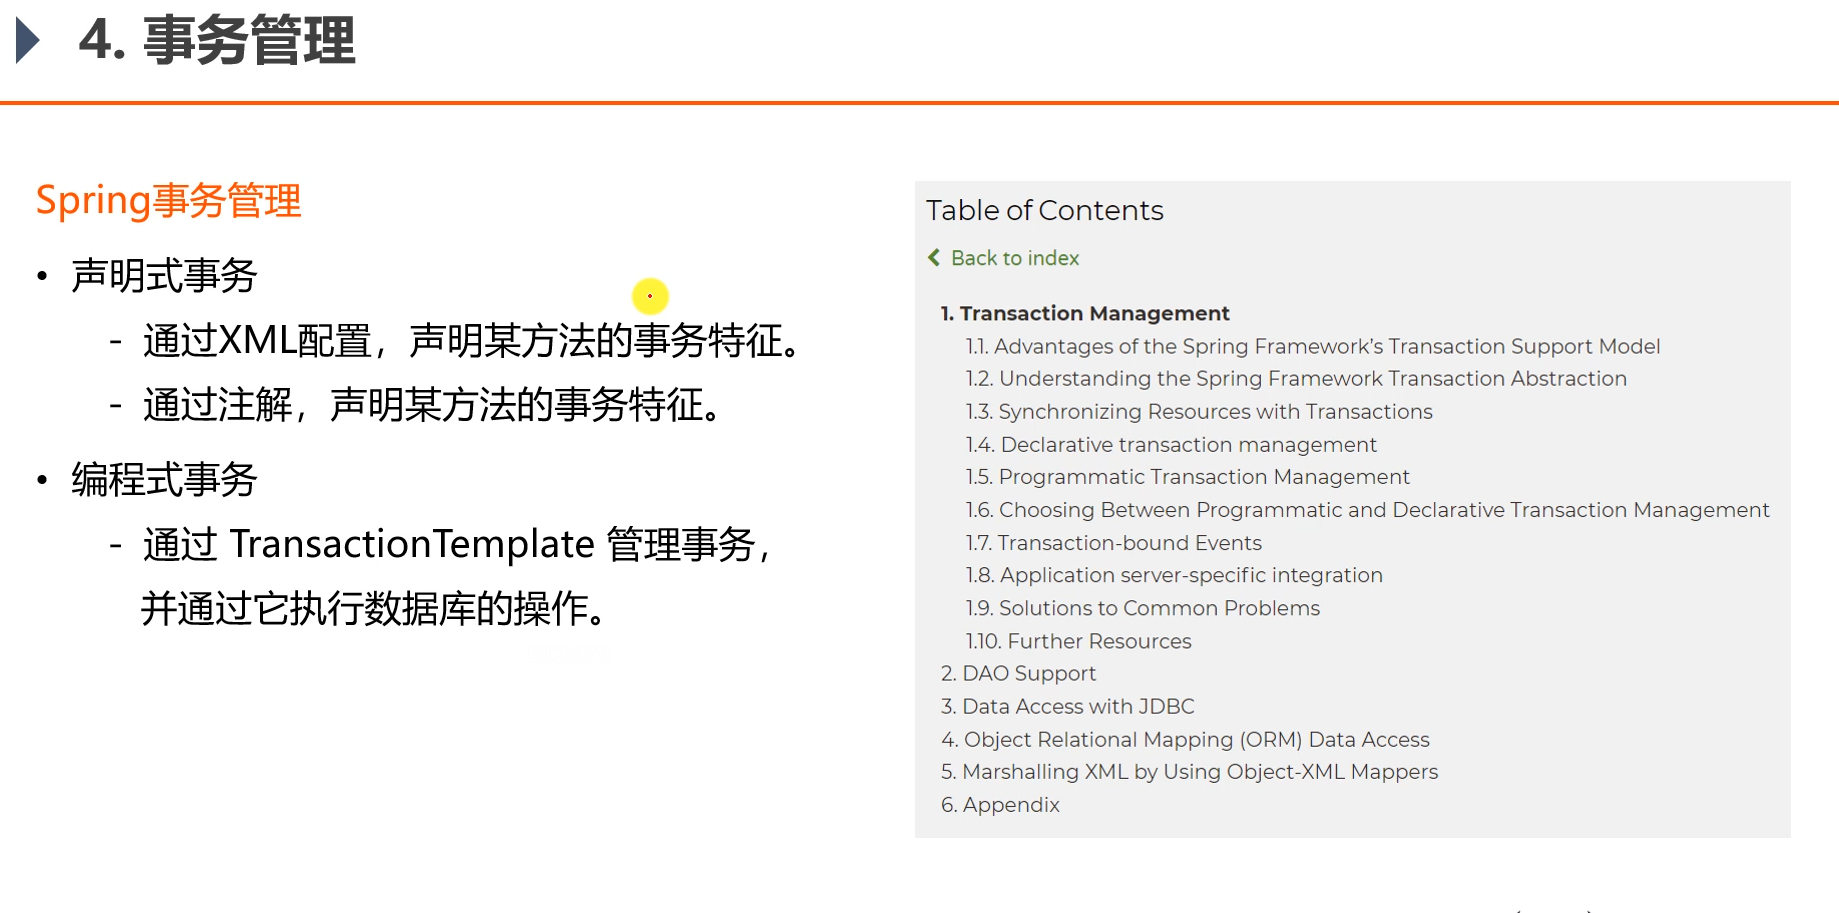 4. 事务管理
Spring事务管理
• 声明式事务
- 通过XML配置，声明某方法的事务特征。
- 通过注解，声明某方法的事务特征。
• 编程式事务
- 通过 TransactionTemplate 管理事务，
并通过它执行数据库的操作。
Table of Contents
Back to index
1. Transaction Management
1.1. Advantages of the Spring Framework’s Transaction Support Model
1.2. Understanding the Spring Framework Transaction Abstraction
1.3. Synchronizing Resources with Transactions
1.4. Declarative transaction management
1.5. Programmatic Transaction Management
1.6. Choosing Between Programmatic and Declarative Transaction Management
1.7. Transaction-bound Events
1.8. Application server-specific integration
1.9. Solutions to Common Problems
1.10. Further Resources
2. DAO Support
3. Data Access with JDBC
4. Object Relational Mapping (ORM) Data Access
5. Marshalling XML by Using Object-XML Mappers
6. Appendix